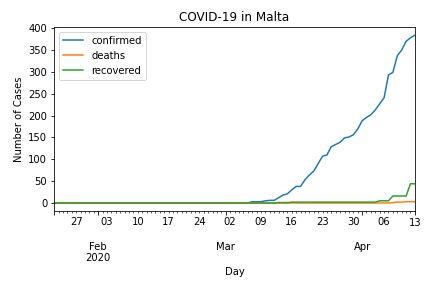 COVID-19 in Malta
confirmed
deaths
recovered
Number of Cases
400
350
300
250
200
150
100
50
0
27 03 10 17 24 02 09 16 23 30 06 13
Feb Mar Apr
2020
Day